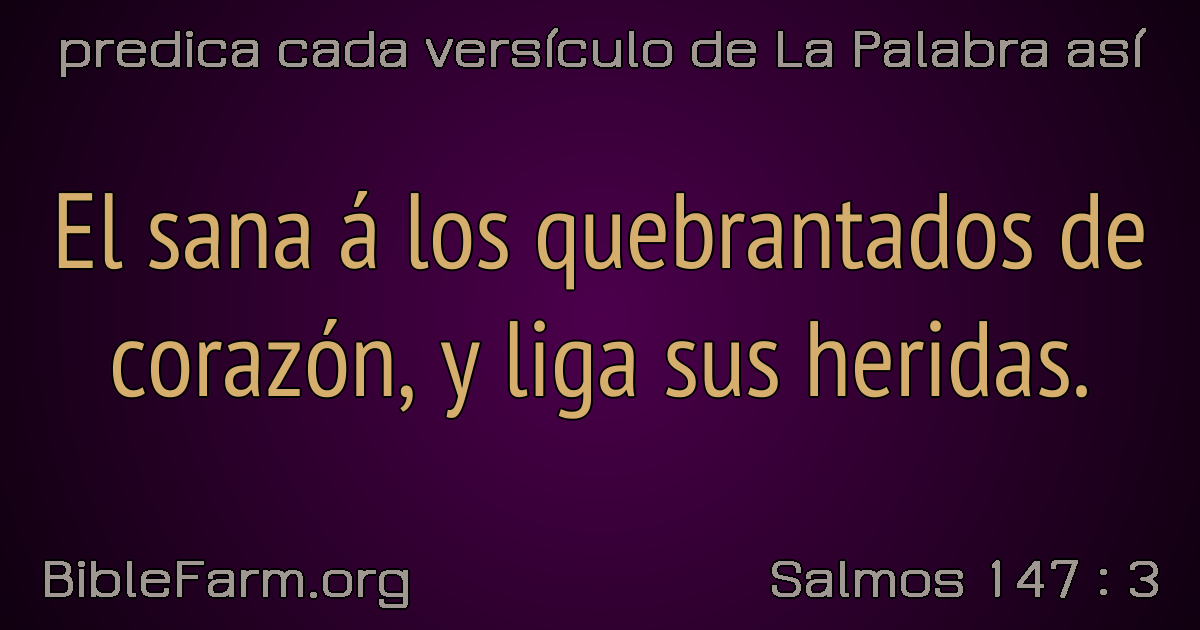 predica cada versículo de La Palabra así
El sana á los quebrantados de
corazón, y liga sus heridas.
BibleFarm.org
Salmos 147 : 3